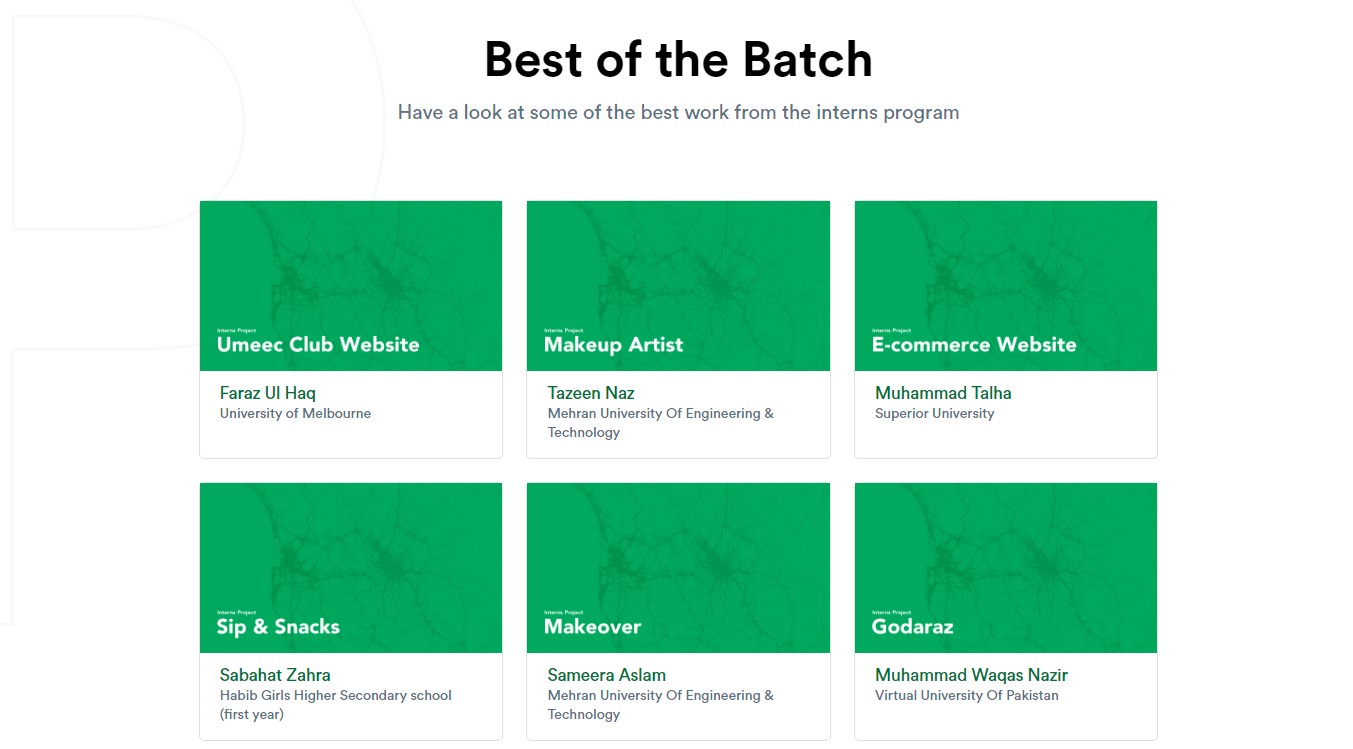 Best of the Batch
Have a look at some of the best work from the interns program
Interns Project
Umeec Club Website
Faraz Ul Haq
University of Melbourne
Interns Project
Makeup Artist
Tazeen Naz
Mehran University Of Engineering &
Technology
Interns Project
E-commerce Website
Muhammad Talha
Superior University
Interns Project
Sip & Snacks
Sabahat Zahra
Habib Girls Higher Secondary school
(first year)
Interns Project
Makeover
Sameera Aslam
Mehran University Of Engineering &
Technology
Interns Project
Godaraz
Muhammad Waqas Nazir
Virtual University Of Pakistan